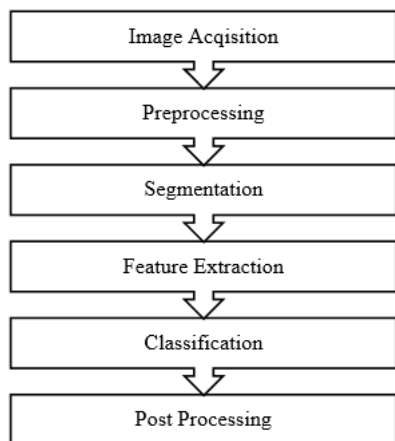 Image Acqisition
Preprocessing
Segmentation
Feature Extraction
Classification
Post Processing